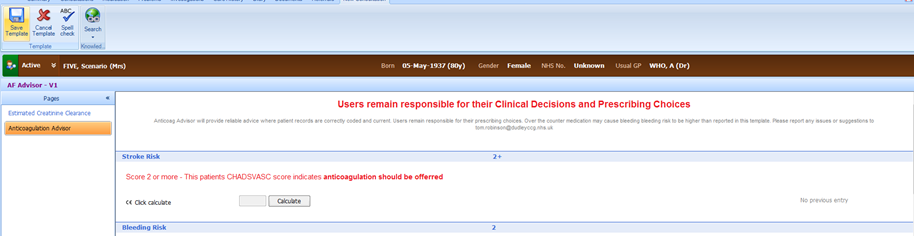 Save Template
Cancel Template
Spell check
Search
Template
Knowled...
Active
FIVE, Scenario (Mrs)
Born 05-May-1937 (80y) Gender Female NHS No. Unknown Usual GP WHO, A (Dr)
AF Advisor - V1
Pages «
Estimated Creatinine Clearance
Anticoagulation Advisor
Users remain responsible for their Clinical Decisions and Prescribing Choices
Anticoag Advisor will provide reliable advice where patient records are correctly coded and current. Users remain responsible for their prescribing choices. Over the counter medication may cause bleeding bleeding risk to be higher than reported in this template. Please report any issues or suggestions to
tom.robinson@dudleyccg.nhs.uk
Stroke Risk 2+
Score 2 or more - This patients CHADSVASC score indicates anticoagulation should be offerred
Click calculate Calculate No previous entry
Bleeding Risk 2